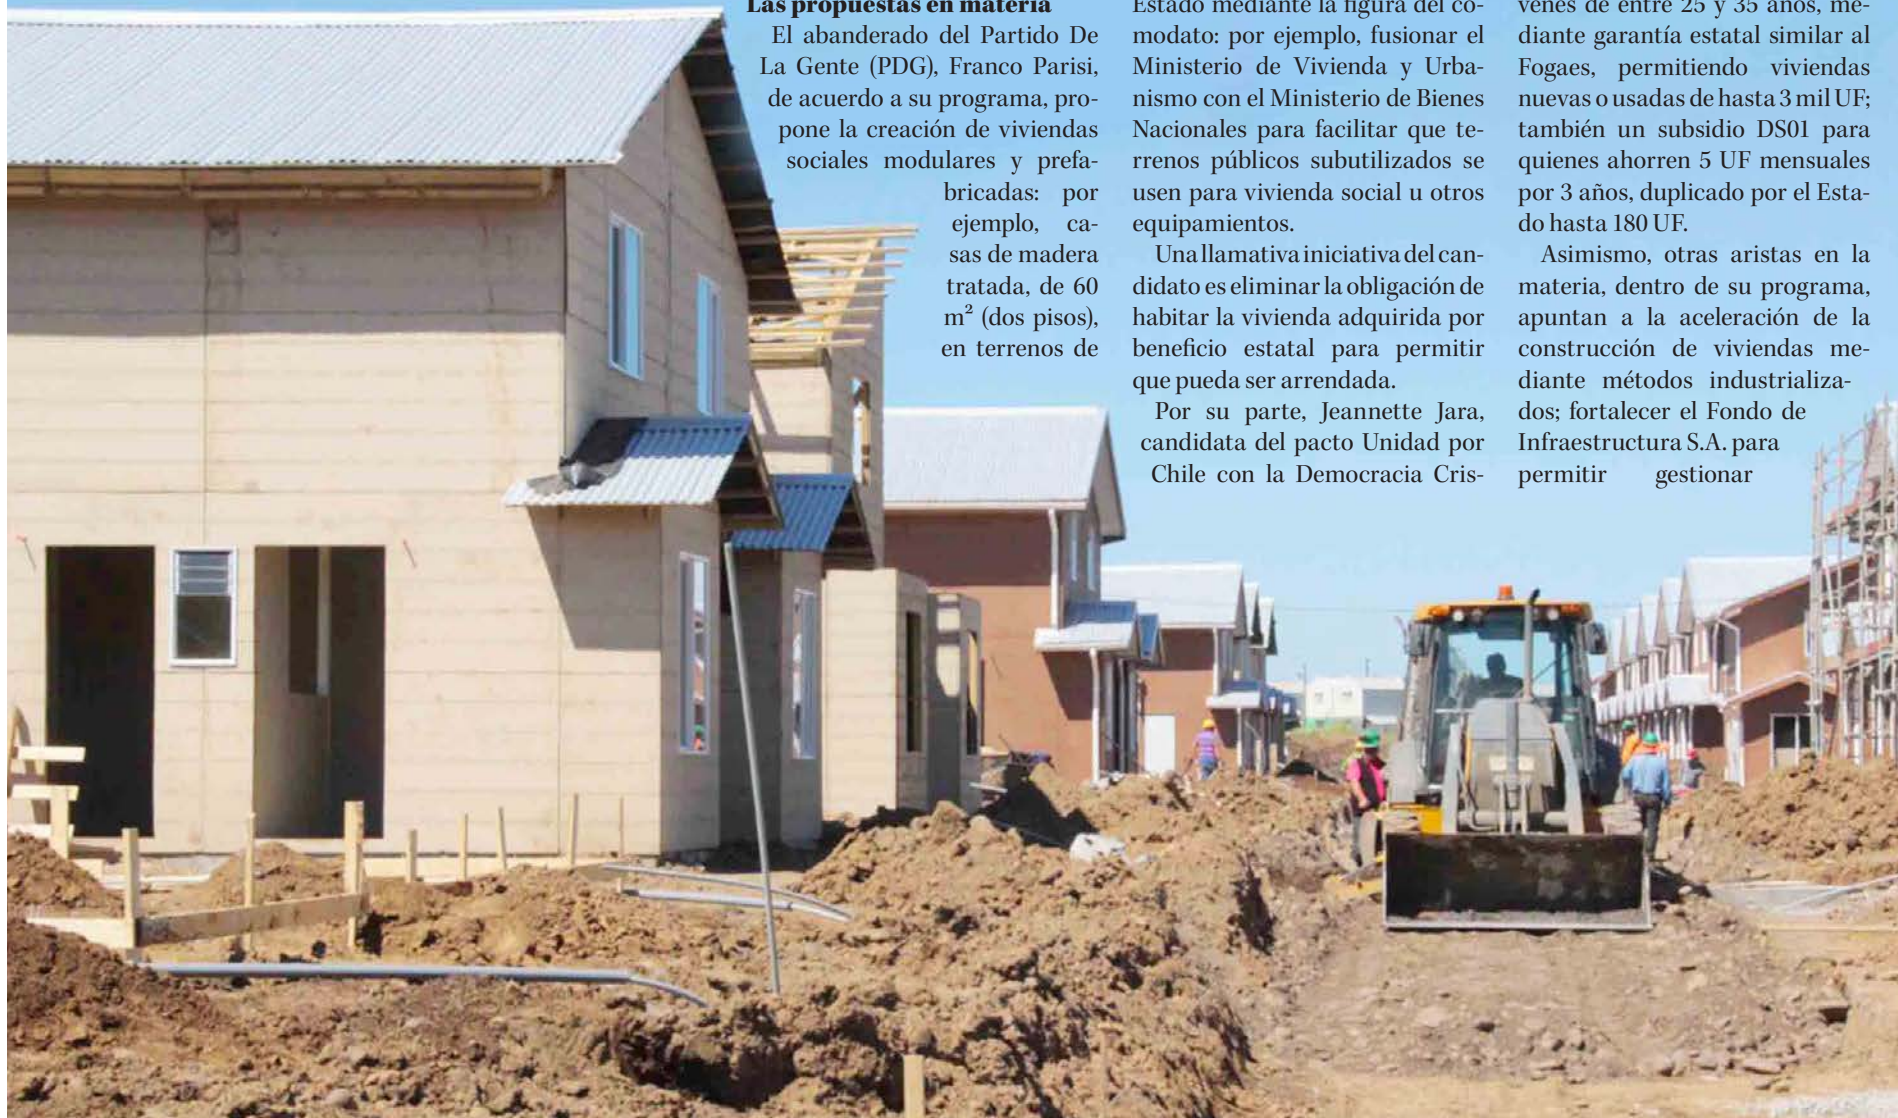 Las propuestas en materia
El abanderado del Partido De
La Gente (PDG), Franco Parisi,
de acuerdo a su programa, pro-
pone la creación de viviendas
sociales modulares y prefa-
bricadas: por
ejemplo, ca-
sas de madera
tratada, de 60
m² (dos pisos),
en terrenos de
Estado mediante la figura del co-
modato: por ejemplo, fusionar el
Ministerio de Vivienda y Urba-
nismo con el Ministerio de Bienes
Nacionales para facilitar que te-
rrenos públicos subutilizados se
usen para vivienda social u otros
equipamientos.
Una llamativa iniciativa del can-
didato es eliminar la obligación de
habitar la vivienda adquirida por
beneficio estatal para permitir
que pueda ser arrendada.
Por su parte, Jeannette Jara,
candidata del pacto Unidad por
Chile con la Democracia Cris-
venes de entre 25 y 35 años, me-
diante garantía estatal similar al
Fogaes, permitiendo viviendas
nuevas o usadas de hasta 3 mil UF;
también un subsidio DS01 para
quienes ahorren 5 UF mensuales
por 3 años, duplicado por el Esta-
do hasta 180 UF.
Asimismo, otras aristas en la
materia, dentro de su programa,
apuntan a la aceleración de la
construcción de viviendas me-
diante métodos industrializa-
dos; fortalecer el Fondo de
Infraestructura S.A. para
permitir gestionar